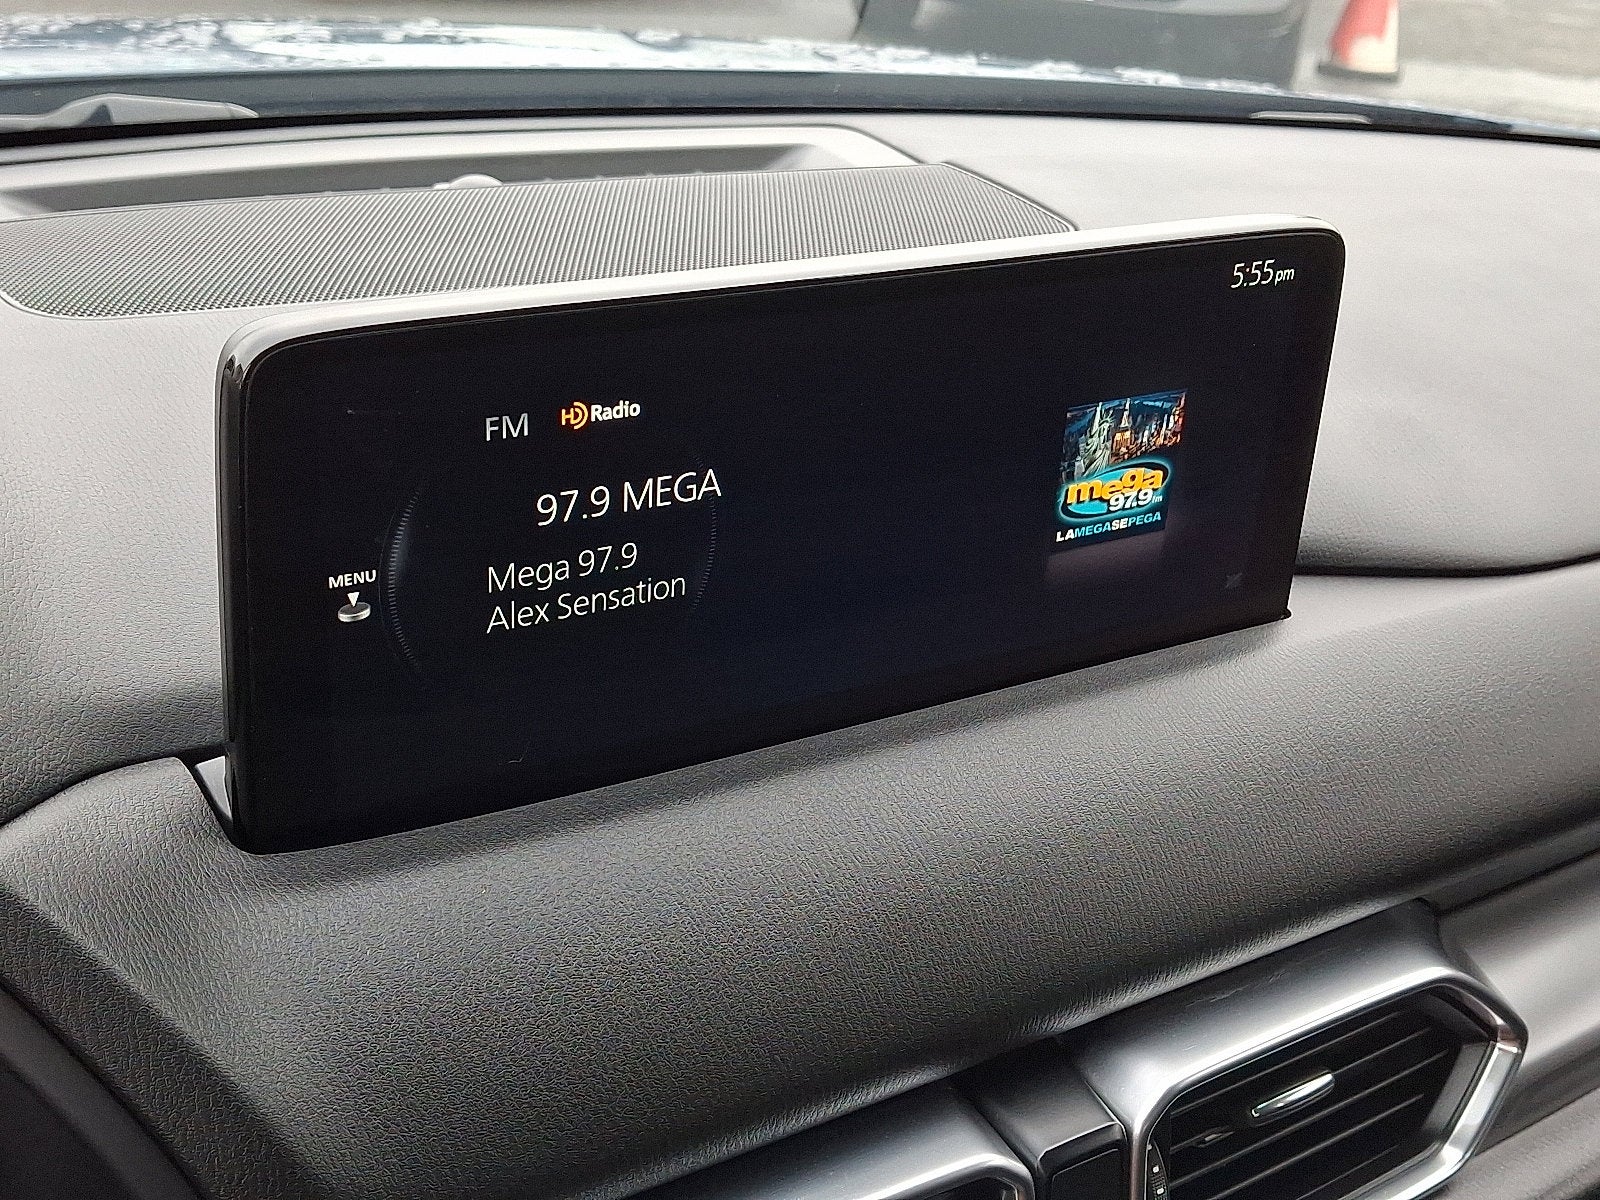 5:55pm
FM HD Radio
97.9 MEGA
Mega 97.9
Alex Sensation
MENU
mega
97.9fm
LAMEGASEPEGA